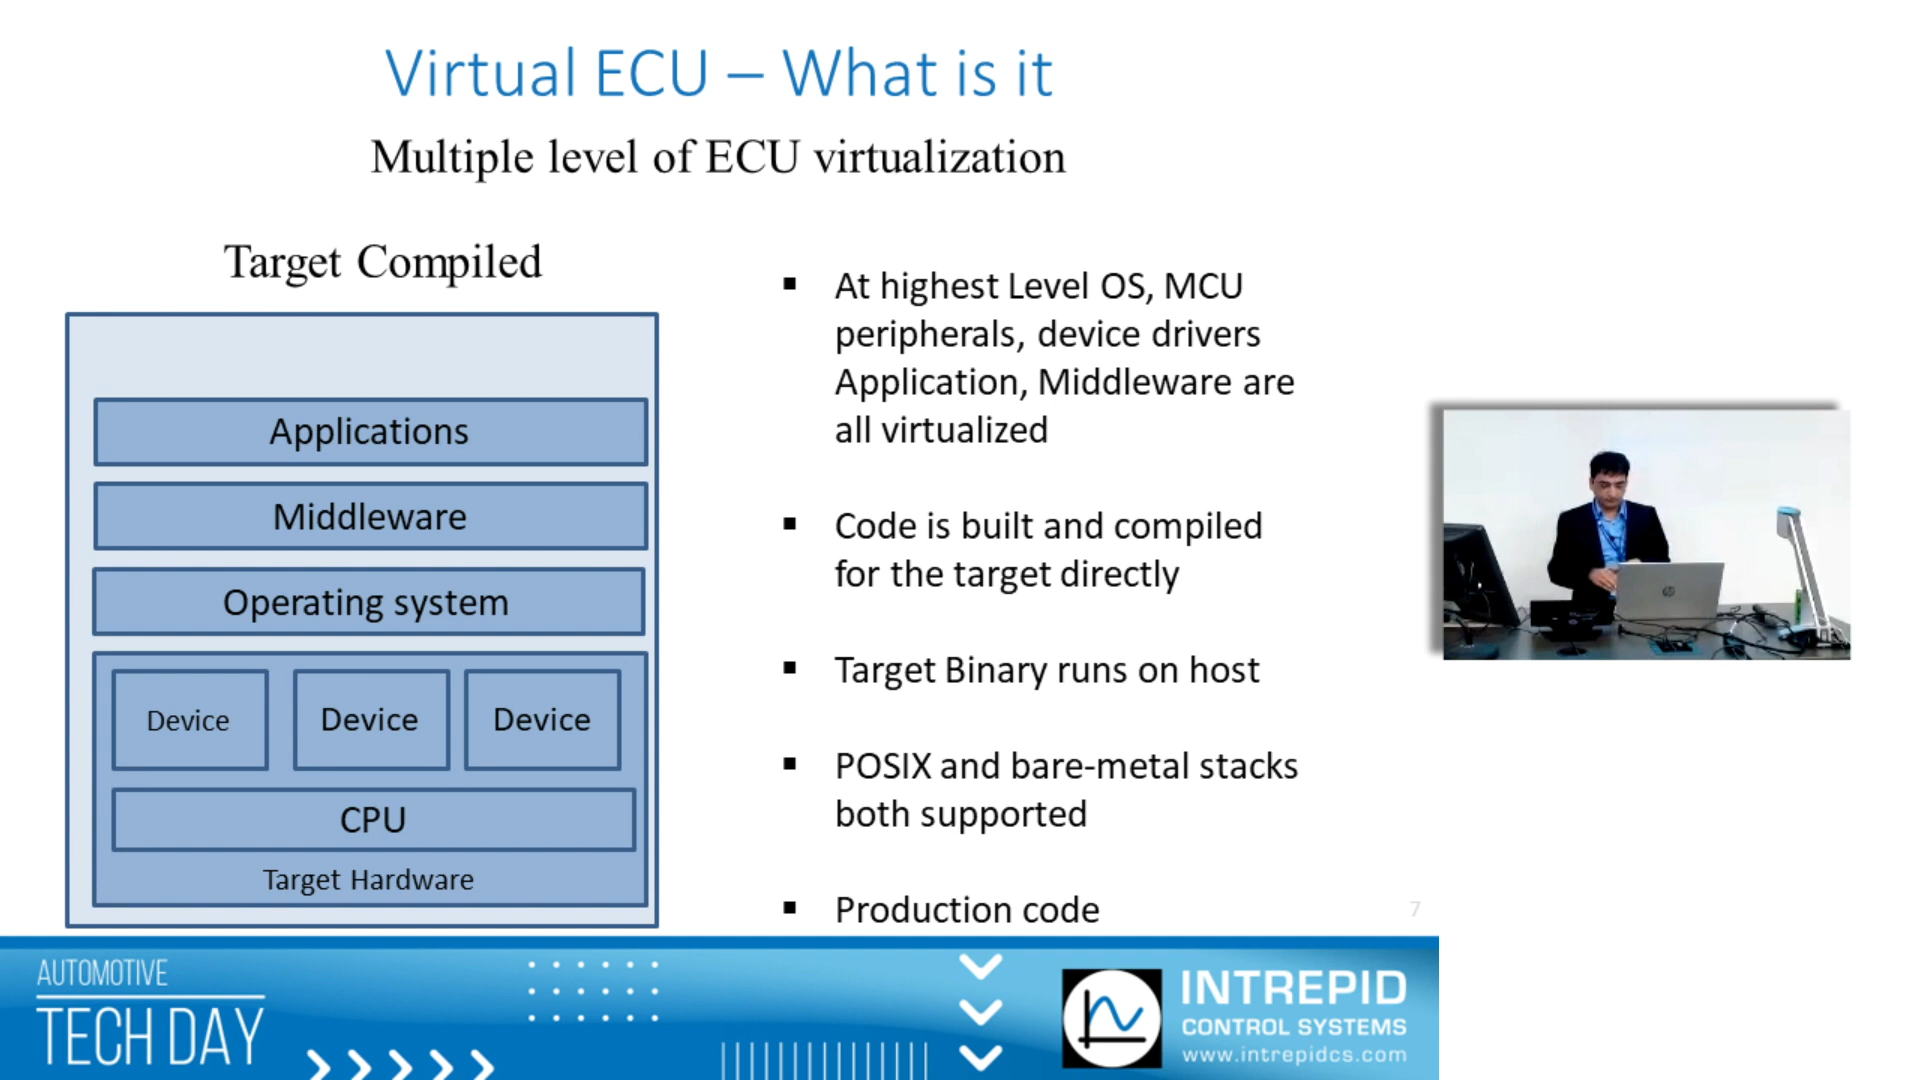 Virtual ECU – What is it
Multiple level of ECU virtualization
Target Compiled
Applications
Middleware
Operating system
Device
Device
Device
CPU
Target Hardware
▪ At highest Level OS, MCU
peripherals, device drivers
Application, Middleware are
all virtualized
▪ Code is built and compiled
for the target directly
▪ Target Binary runs on host
▪ POSIX and bare-metal stacks
both supported
▪ Production code
7
AUTOMOTIVE
TECH DAY
INTREPID
CONTROL SYSTEMS
www.intrepidcs.com
hp